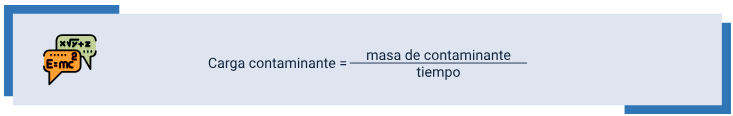 x√y+z
E=mc²
masa de contaminante
Carga contaminante =
tiempo